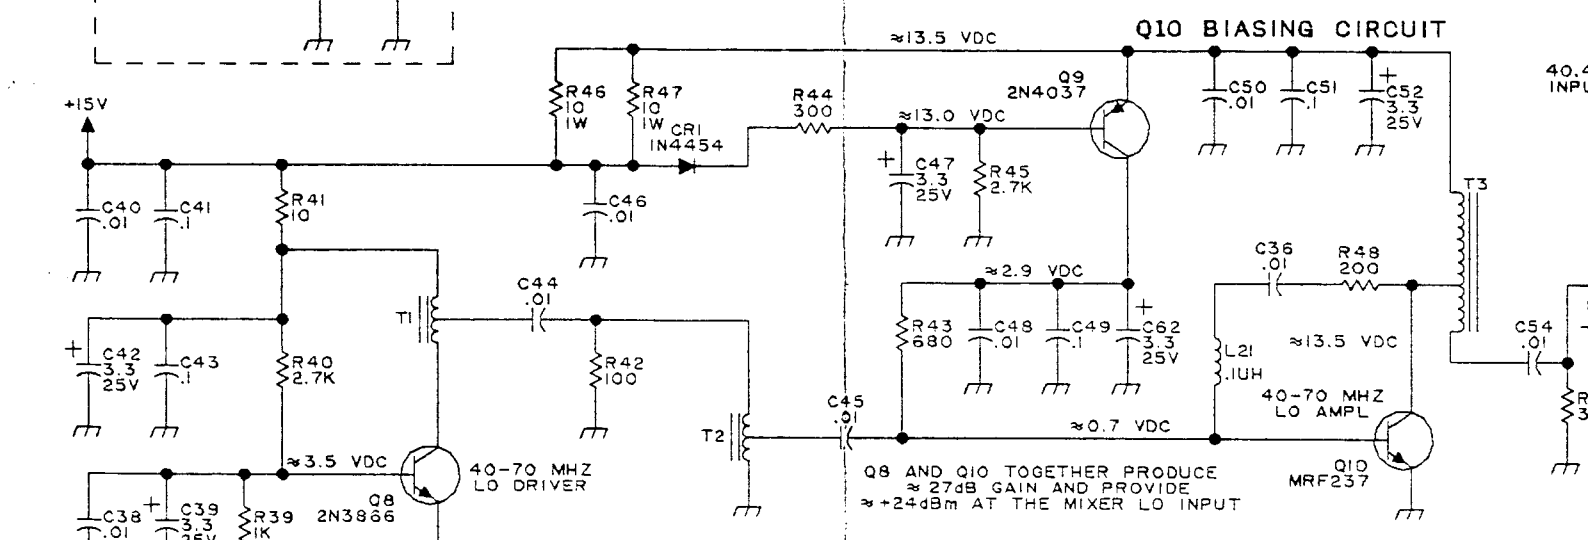 Q10 BIASING CIRCUIT
≈13.5 VDC
40.4
INPU
+15V
R46
10
1W
R47
10
1W
CR1
1N4454
R44
300
≈13.0 VDC
Q9
2N4037
C50
.01
C51
.1
+
C52
3.3
25V
C40
.01
C41
.1
R41
10
C46
.01
+
C47
3.3
25V
R45
2.7K
T3
C44
.01
T1
≈2.9 VDC
C36
.01
R48
200
R43
680
C48
.01
C49
.1
+
C62
3.3
25V
L21
.1UH
≈13.5 VDC
C54
.01
+
C42
3.3
25V
C43
.1
R40
2.7K
R42
100
T2
C45
.01
≈0.7 VDC
40-70 MHZ
LO AMPL
Q10
MRF237
R
3
≈3.5 VDC
40-70 MHZ
LO DRIVER
Q8
2N3866
Q8 AND Q10 TOGETHER PRODUCE
≈ 27dB GAIN AND PROVIDE
≈ +24dBm AT THE MIXER LO INPUT
C38
.01
+
C39
3.3
25V
R39
1K